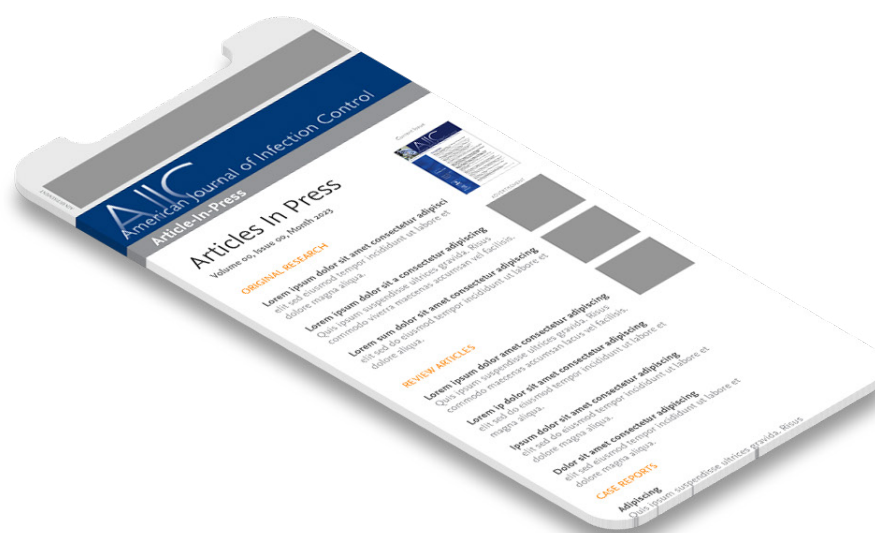 AJIC
American Journal of Infection Control
Article-In-Press
Articles In Press
Volume 00, Issue 00, Month 2023
Current Issue
AJIC
ORIGINAL RESEARCH
Lorem ipsum dolor sit amet consectetur adipisci
elit sed eiusmod tempor incididunt ut labore et
dolore magna aliqua.
Lorem ipsum dolor sit a consectetur adipiscing
Quis ipsum suspendisse ultrices gravida. Risus
commodo viverra maecenas accumsan vel facilisis.
Lorem sum dolor sit amet consectetur adipiscing
elit sed do eiusmod tempor incididunt ut labore et
dolore aliqua.
REVIEW ARTICLES
Lorem ipsum dolor amet consectetur adipiscing
Quis ipsum suspendisse ultrices gravida. Risus
commodo maecenas accumsan lacus vel facilisis.
Lorem ip dolor sit amet consectetur adipiscing
elit sed do eiusmod tempor incididunt ut labore et
magna aliqua.
Ipsum dolor sit amet consectetur adipiscing
elit sed do eiusmod tempor incididunt ut labore et
dolore magna aliqua.
Dolor sit amet consectetur adipiscing
elit sed eiusmod tempor incididunt ut labore et
dolore magna aliqua.
CASE REPORTS
Adipiscing
Quis ipsum suspendisse ultrices gravida. Risus